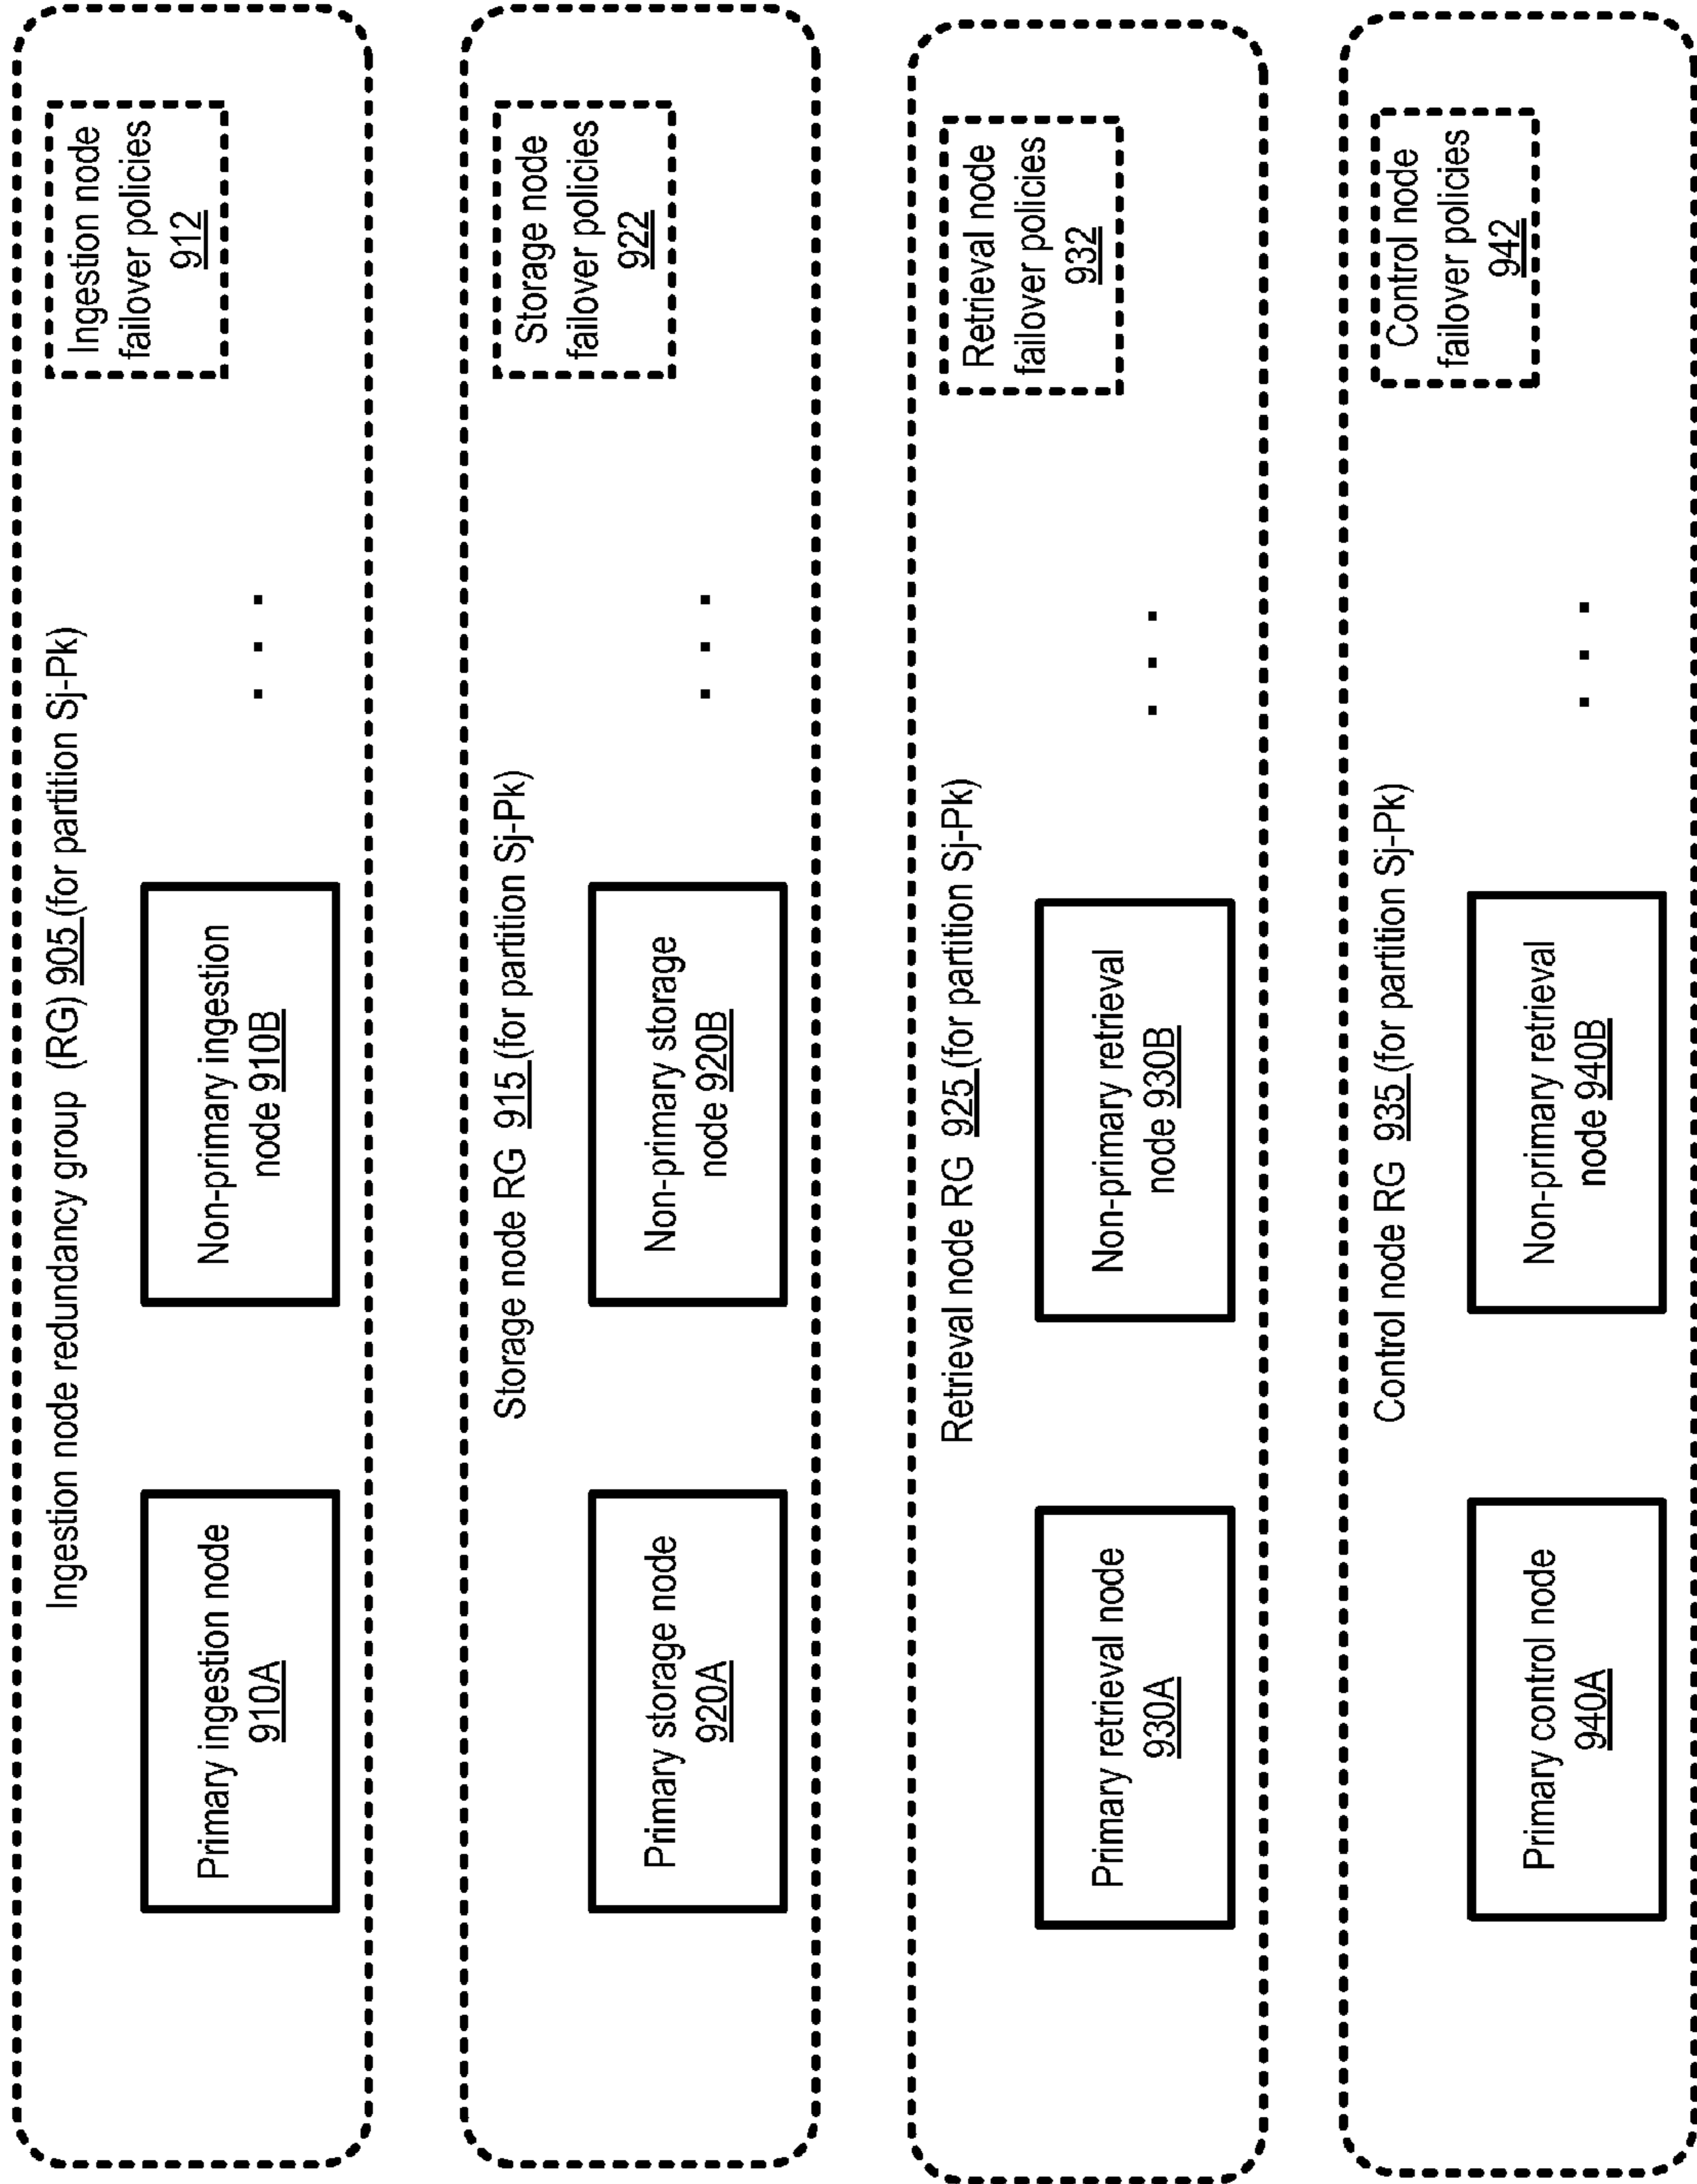 Ingestion node redundancy group (RG) 905 (for partition Sj-Pk)
Primary ingestion node
910A
Non-primary ingestion
node 910B
. . .
Ingestion node
failover policies
912
Storage node RG 915 (for partition Sj-Pk)
Primary storage node
920A
Non-primary storage
node 920B
. . .
Storage node
failover policies
922
Retrieval node RG 925 (for partition Sj-Pk)
Primary retrieval node
930A
Non-primary retrieval
node 930B
. . .
Retrieval node
failover policies
932
Control node RG 935 (for partition Sj-Pk)
Primary control node
940A
Non-primary retrieval
node 940B
. . .
Control node
failover policies
942